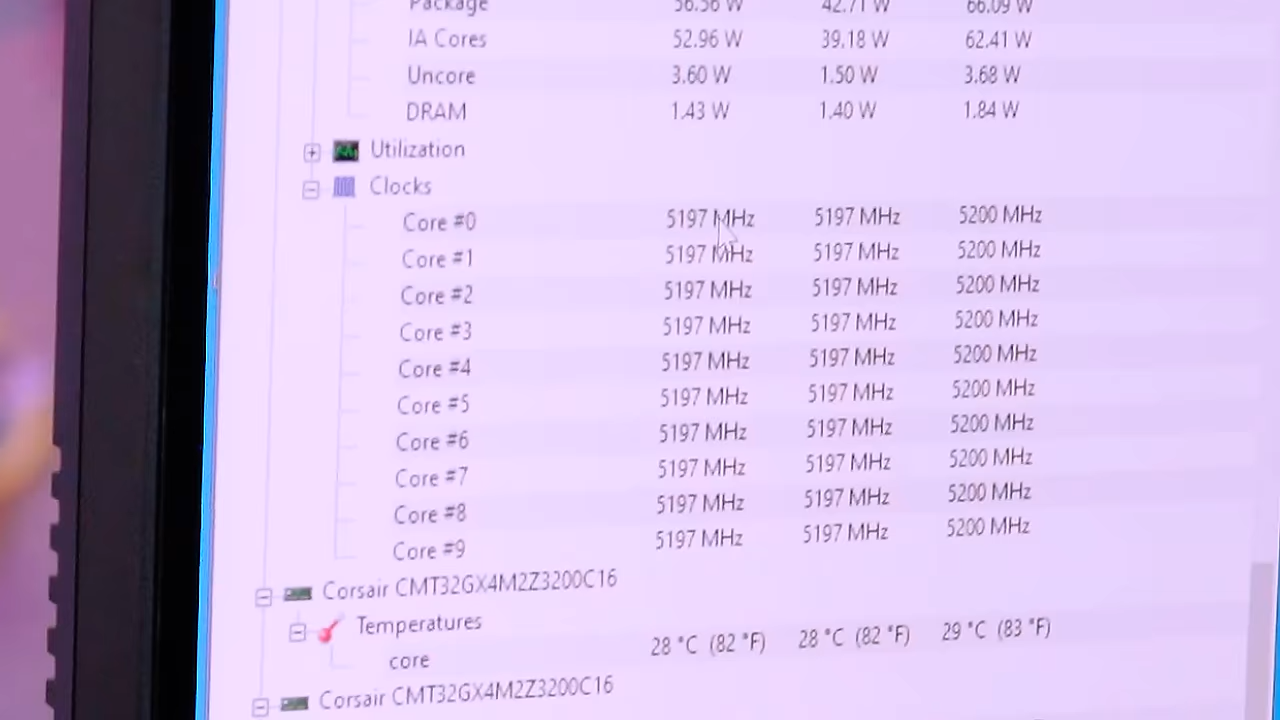 Package 56.56 W 42.71 W 66.09 W
IA Cores 52.96 W 39.18 W 62.41 W
Uncore 3.60 W 1.50 W 3.68 W
DRAM 1.43 W 1.40 W 1.84 W
Utilization
Clocks
Core #0 5197 MHz 5197 MHz 5200 MHz
Core #1 5197 MHz 5197 MHz 5200 MHz
Core #2 5197 MHz 5197 MHz 5200 MHz
Core #3 5197 MHz 5197 MHz 5200 MHz
Core #4 5197 MHz 5197 MHz 5200 MHz
Core #5 5197 MHz 5197 MHz 5200 MHz
Core #6 5197 MHz 5197 MHz 5200 MHz
Core #7 5197 MHz 5197 MHz 5200 MHz
Core #8 5197 MHz 5197 MHz 5200 MHz
Core #9 5197 MHz 5197 MHz 5200 MHz
Corsair CMT32GX4M2Z3200C16
Temperatures
core 28 °C (82 °F) 28 °C (82 °F) 29 °C (83 °F)
Corsair CMT32GX4M2Z3200C16